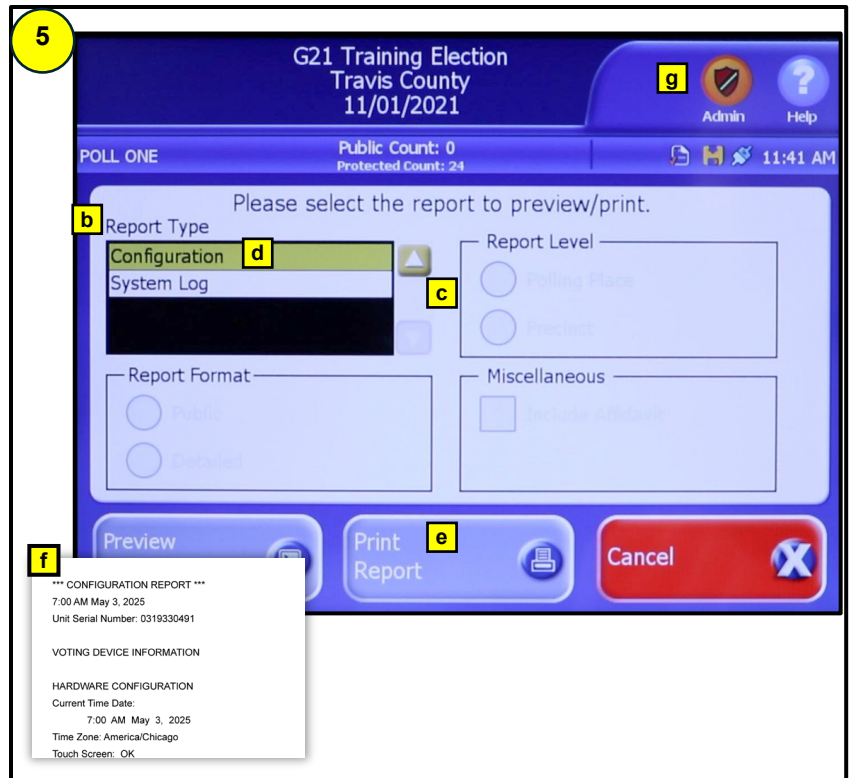 5
G21 Training Election
Travis County
11/01/2021
g
Admin
Help
POLL ONE
Public Count: 0
Protected Count: 24
11:41 AM
Please select the report to preview/print.
b
Report Type
Configuration
d
System Log
c
Report Level
Polling Place
Precinct
Report Format
Public
Detailed
Miscellaneous
Include Affidavit
Preview
Print
Report
e
Cancel
f
*** CONFIGURATION REPORT ***
7:00 AM May 3, 2025
Unit Serial Number: 0319330491
VOTING DEVICE INFORMATION
HARDWARE CONFIGURATION
Current Time Date:
7:00 AM May 3, 2025
Time Zone: America/Chicago
Touch Screen: OK